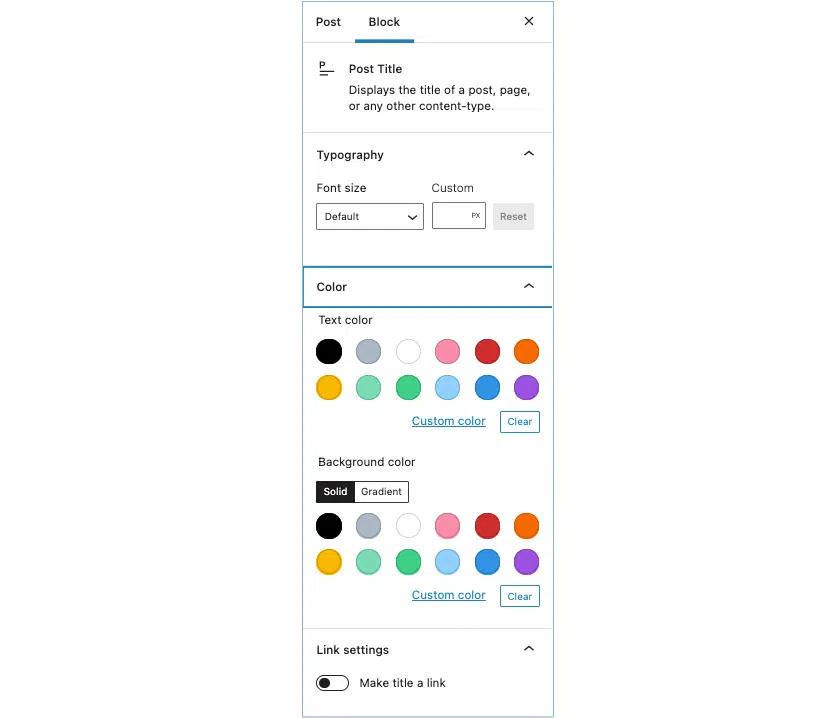 Post Block
P
Post Title
Displays the title of a post, page,
or any other content-type.
Typography
Font size Custom
Default PX Reset
Color
Text color
Custom color Clear
Background color
Solid Gradient
Custom color Clear
Link settings
Make title a link